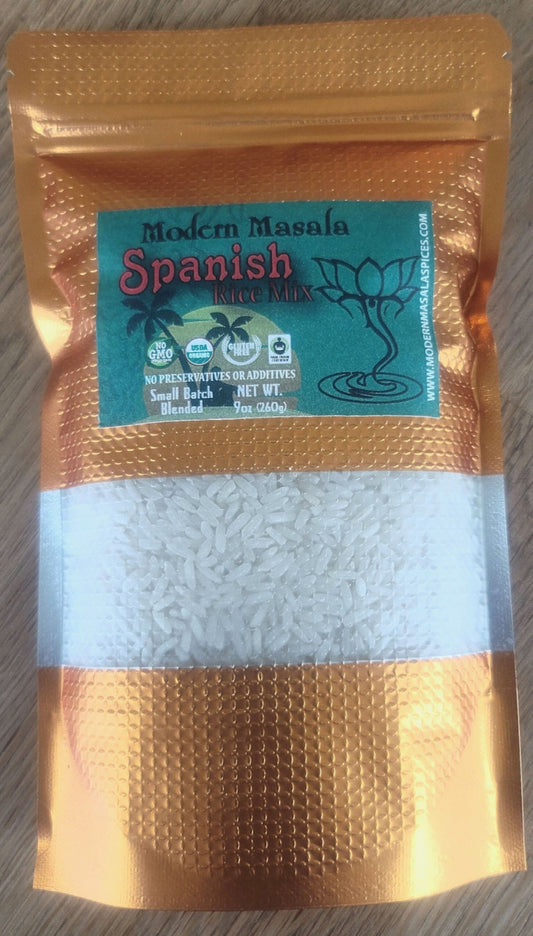 Modern Masala
Spanish
Rice Mix
NO
GMO
USDA
ORGANIC
GLUTEN
FREE
NO PRESERVATIVES OR ADDITIVES
Small Batch
Blended
NET WT.
9oz (260g)
WWW.MODERNMASALASPICES.COM